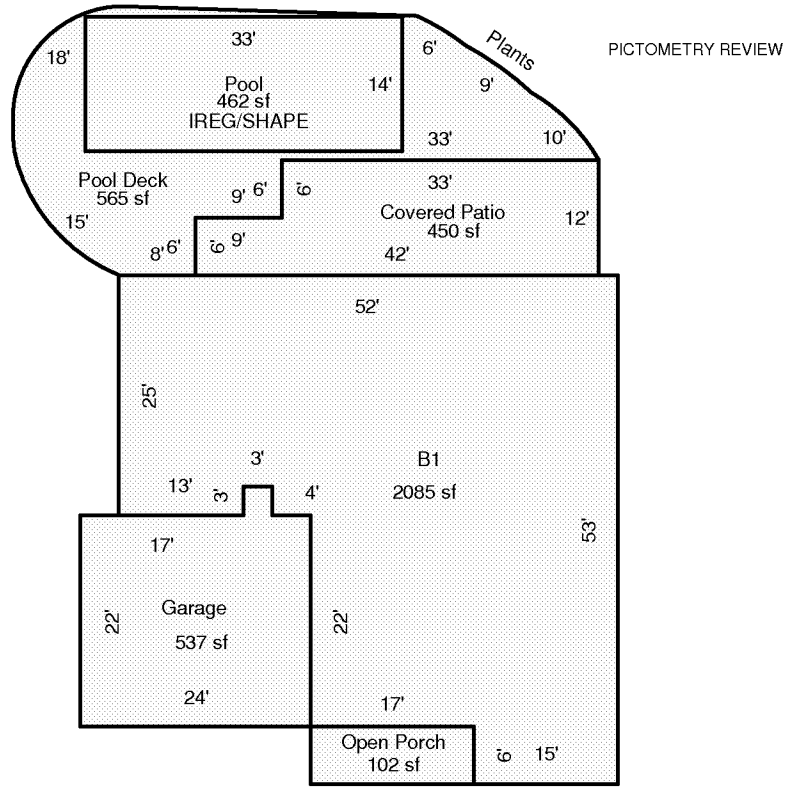 PICTOMETRY REVIEW
Plants
18'
33'
6'
Pool
462 sf
IREG/SHAPE
14'
9'
33'
10'
Pool Deck
565 sf
9' 6'
6'
33'
Covered Patio
450 sf
12'
15'
8' 6'
6'
9'
42'
52'
25'
3'
13'
3'
4'
B1
2085 sf
53'
17'
22'
Garage
537 sf
22'
24'
17'
Open Porch
102 sf
6'
15'